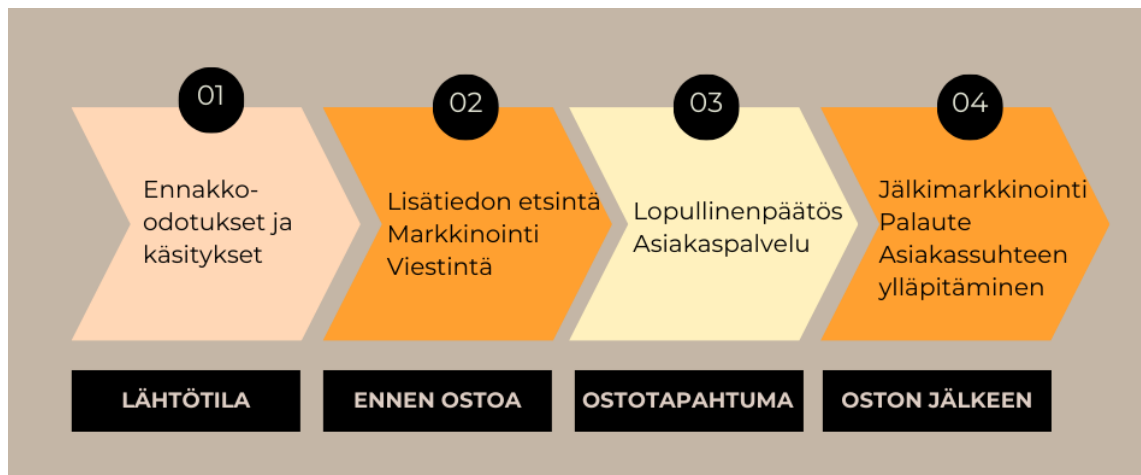 01
Ennakko-
odotukset ja
käsitykset
LÄHTÖTILA
02
Lisätiedon etsintä
Markkinointi
Viestintä
ENNEN OSTOA
03
Lopullinenpäätös
Asiakaspalvelu
OSTOTAPAHTUMA
04
Jälkimarkkinointi
Palaute
Asiakassuhteen
ylläpitäminen
OSTON JÄLKEEN